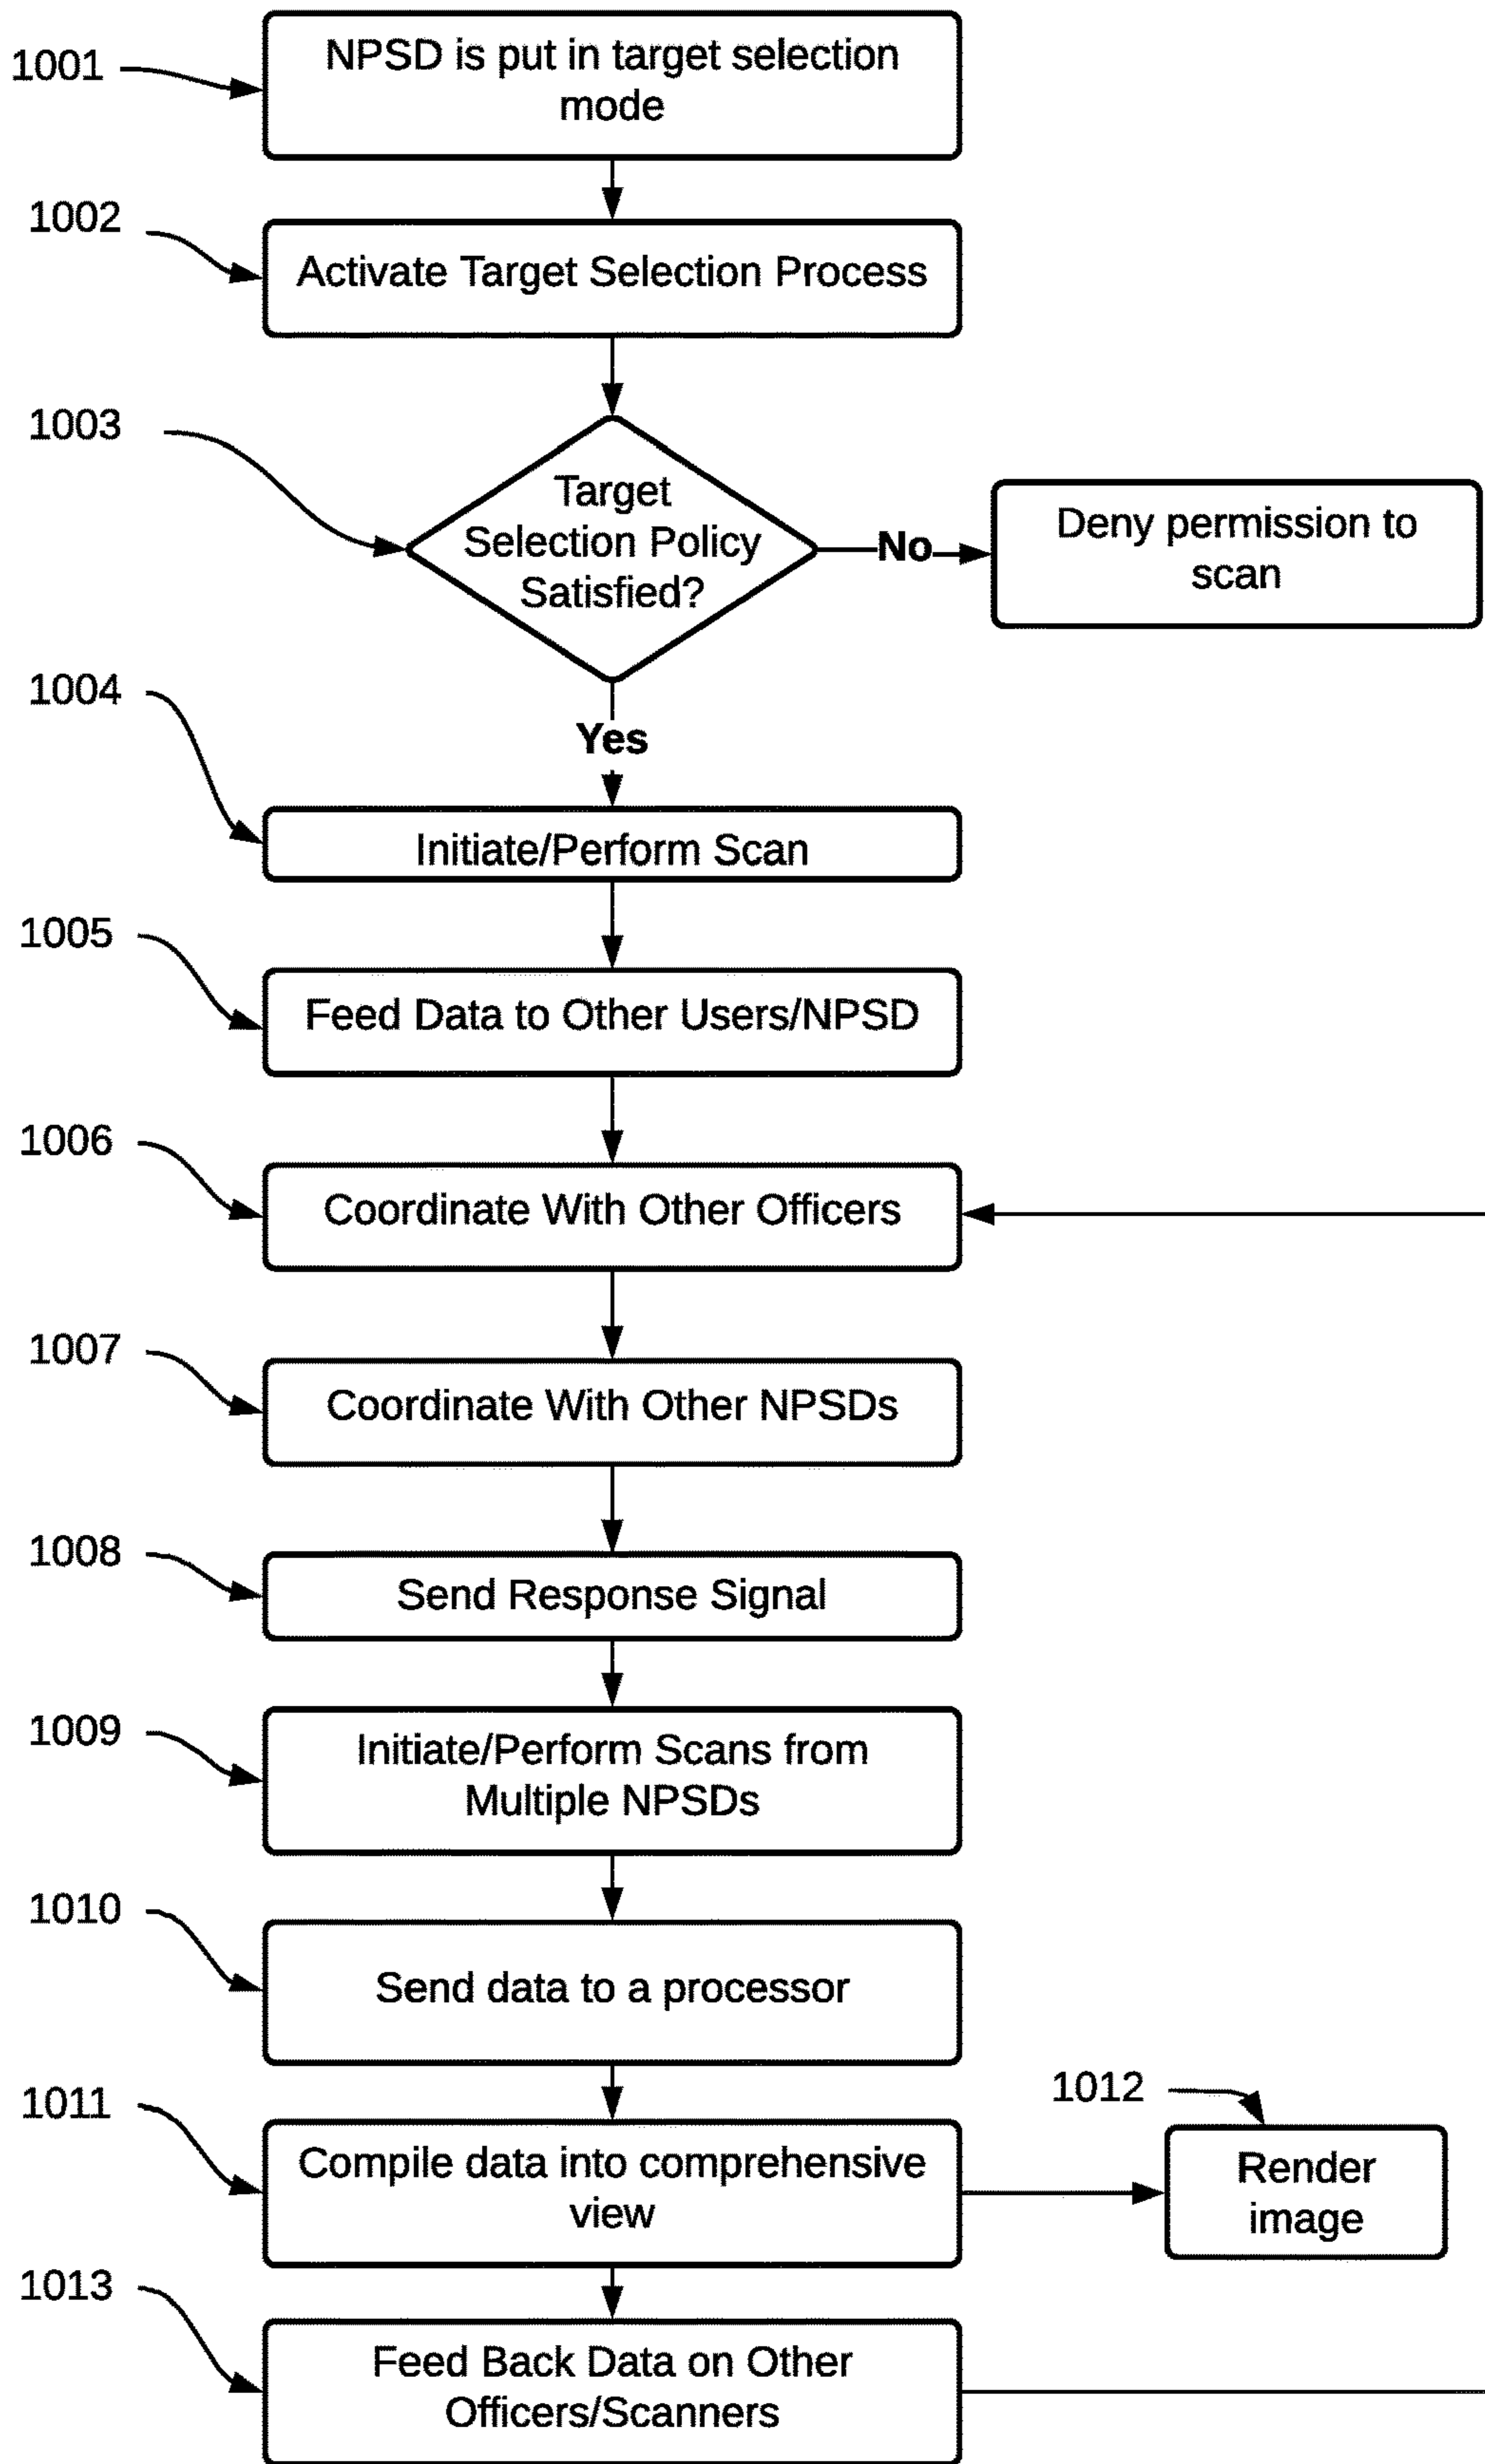 1001
NPSD is put in target selection
mode
1002
Activate Target Selection Process
1003
Target
Selection Policy
Satisfied?
No
Deny permission to
scan
1004
Yes
Initiate/Perform Scan
1005
Feed Data to Other Users/NPSD
1006
Coordinate With Other Officers
1007
Coordinate With Other NPSDs
1008
Send Response Signal
1009
Initiate/Perform Scans from
Multiple NPSDs
1010
Send data to a processor
1011
Compile data into comprehensive
view
1012
Render
image
1013
Feed Back Data on Other
Officers/Scanners